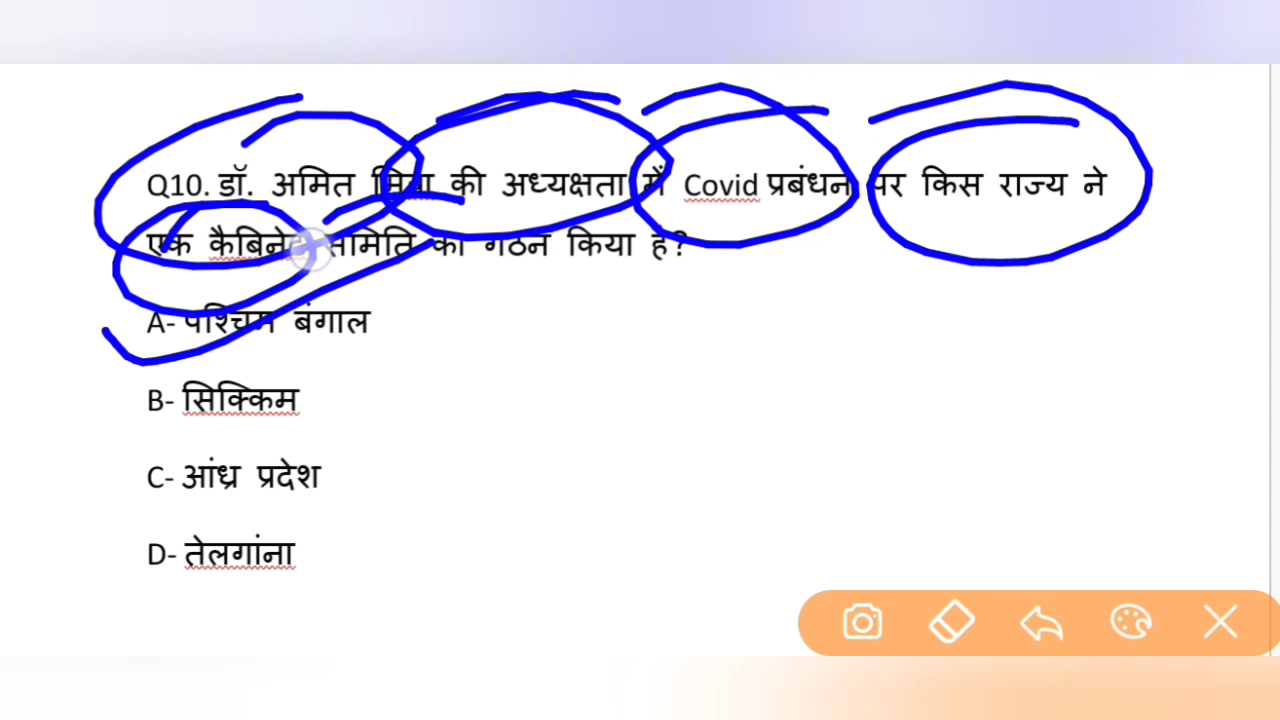 Q10. डॉ. अमित मित्रा की अध्यक्षता में Covid प्रबंधन पर किस राज्य ने
एक कैबिनेट समिति का गठन किया है?
A- पश्चिम बंगाल
B- सिक्किम
C- आंध्र प्रदेश
D- तेलगांना